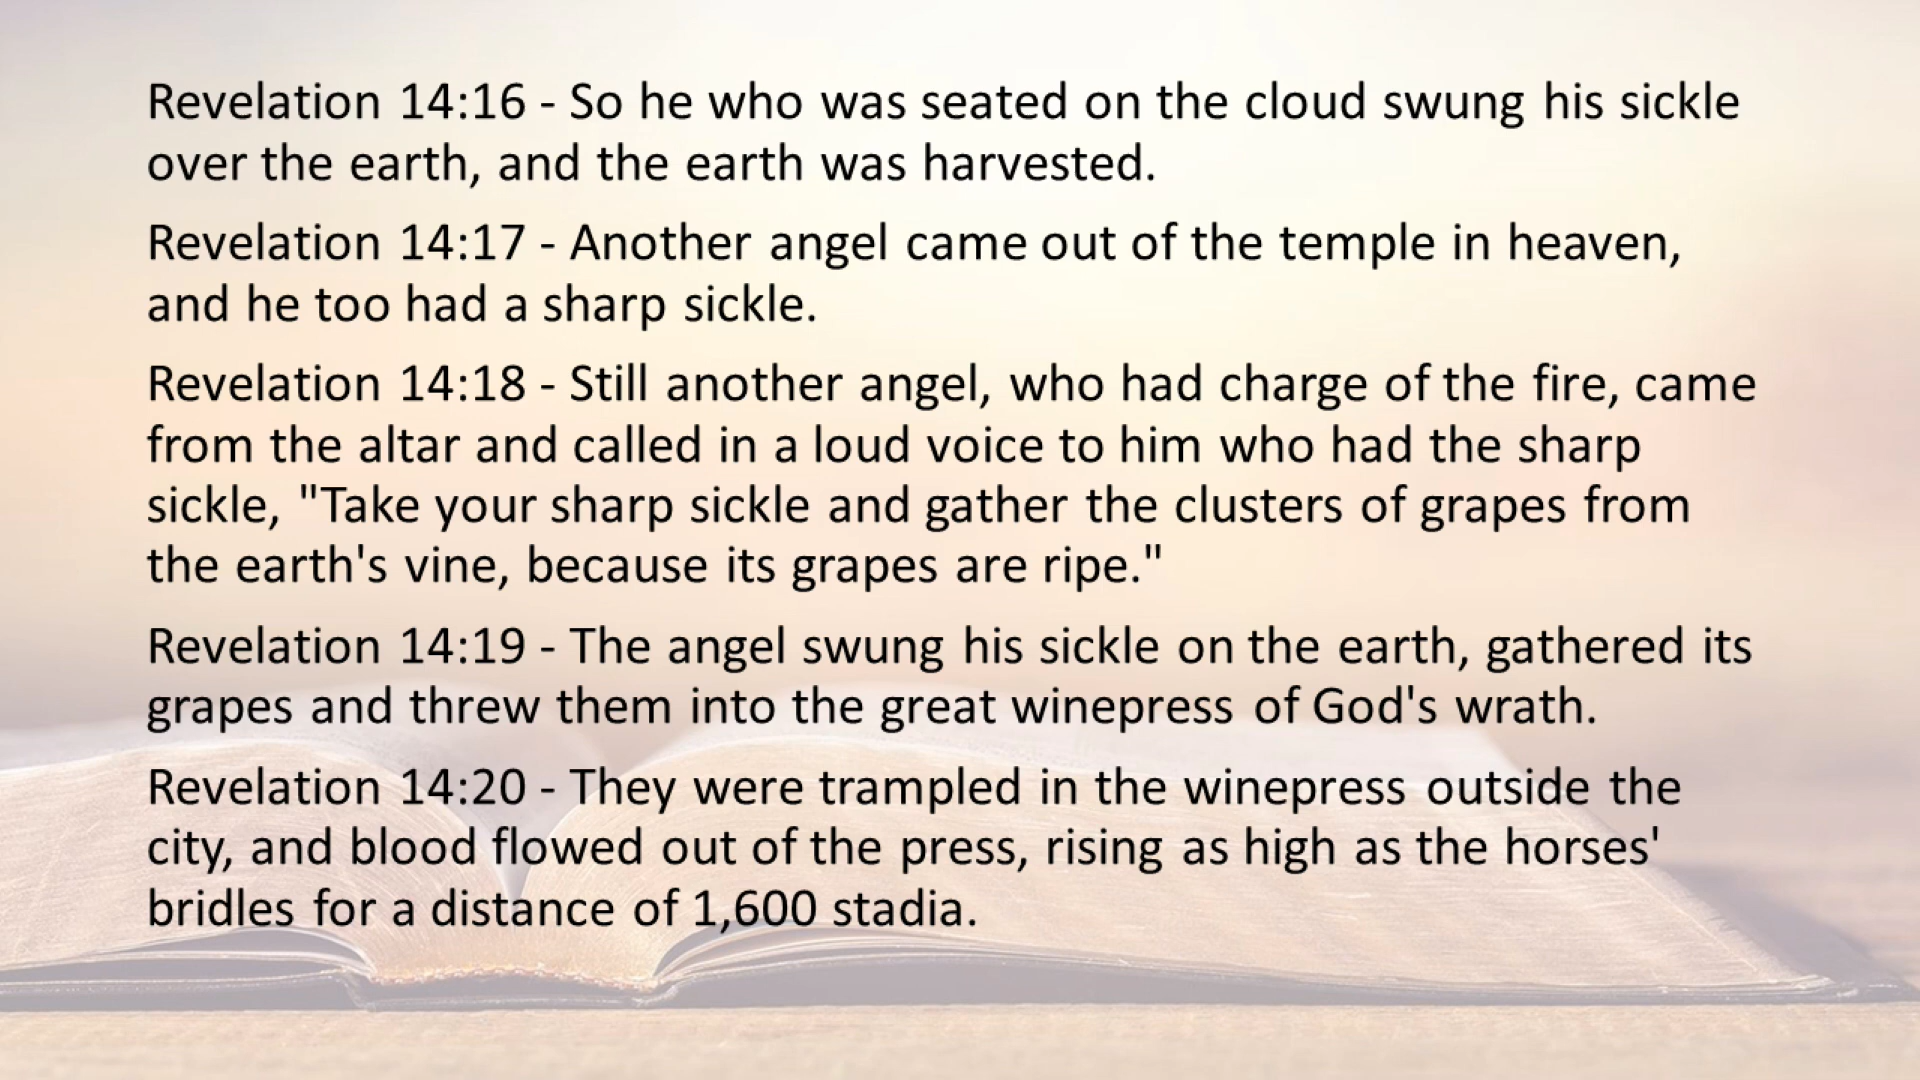 Revelation 14:16 - So he who was seated on the cloud swung his sickle
over the earth, and the earth was harvested.
Revelation 14:17 - Another angel came out of the temple in heaven,
and he too had a sharp sickle.
Revelation 14:18 - Still another angel, who had charge of the fire, came
from the altar and called in a loud voice to him who had the sharp
sickle, "Take your sharp sickle and gather the clusters of grapes from
the earth's vine, because its grapes are ripe."
Revelation 14:19 - The angel swung his sickle on the earth, gathered its
grapes and threw them into the great winepress of God's wrath.
Revelation 14:20 - They were trampled in the winepress outside the
city, and blood flowed out of the press, rising as high as the horses'
bridles for a distance of 1,600 stadia.